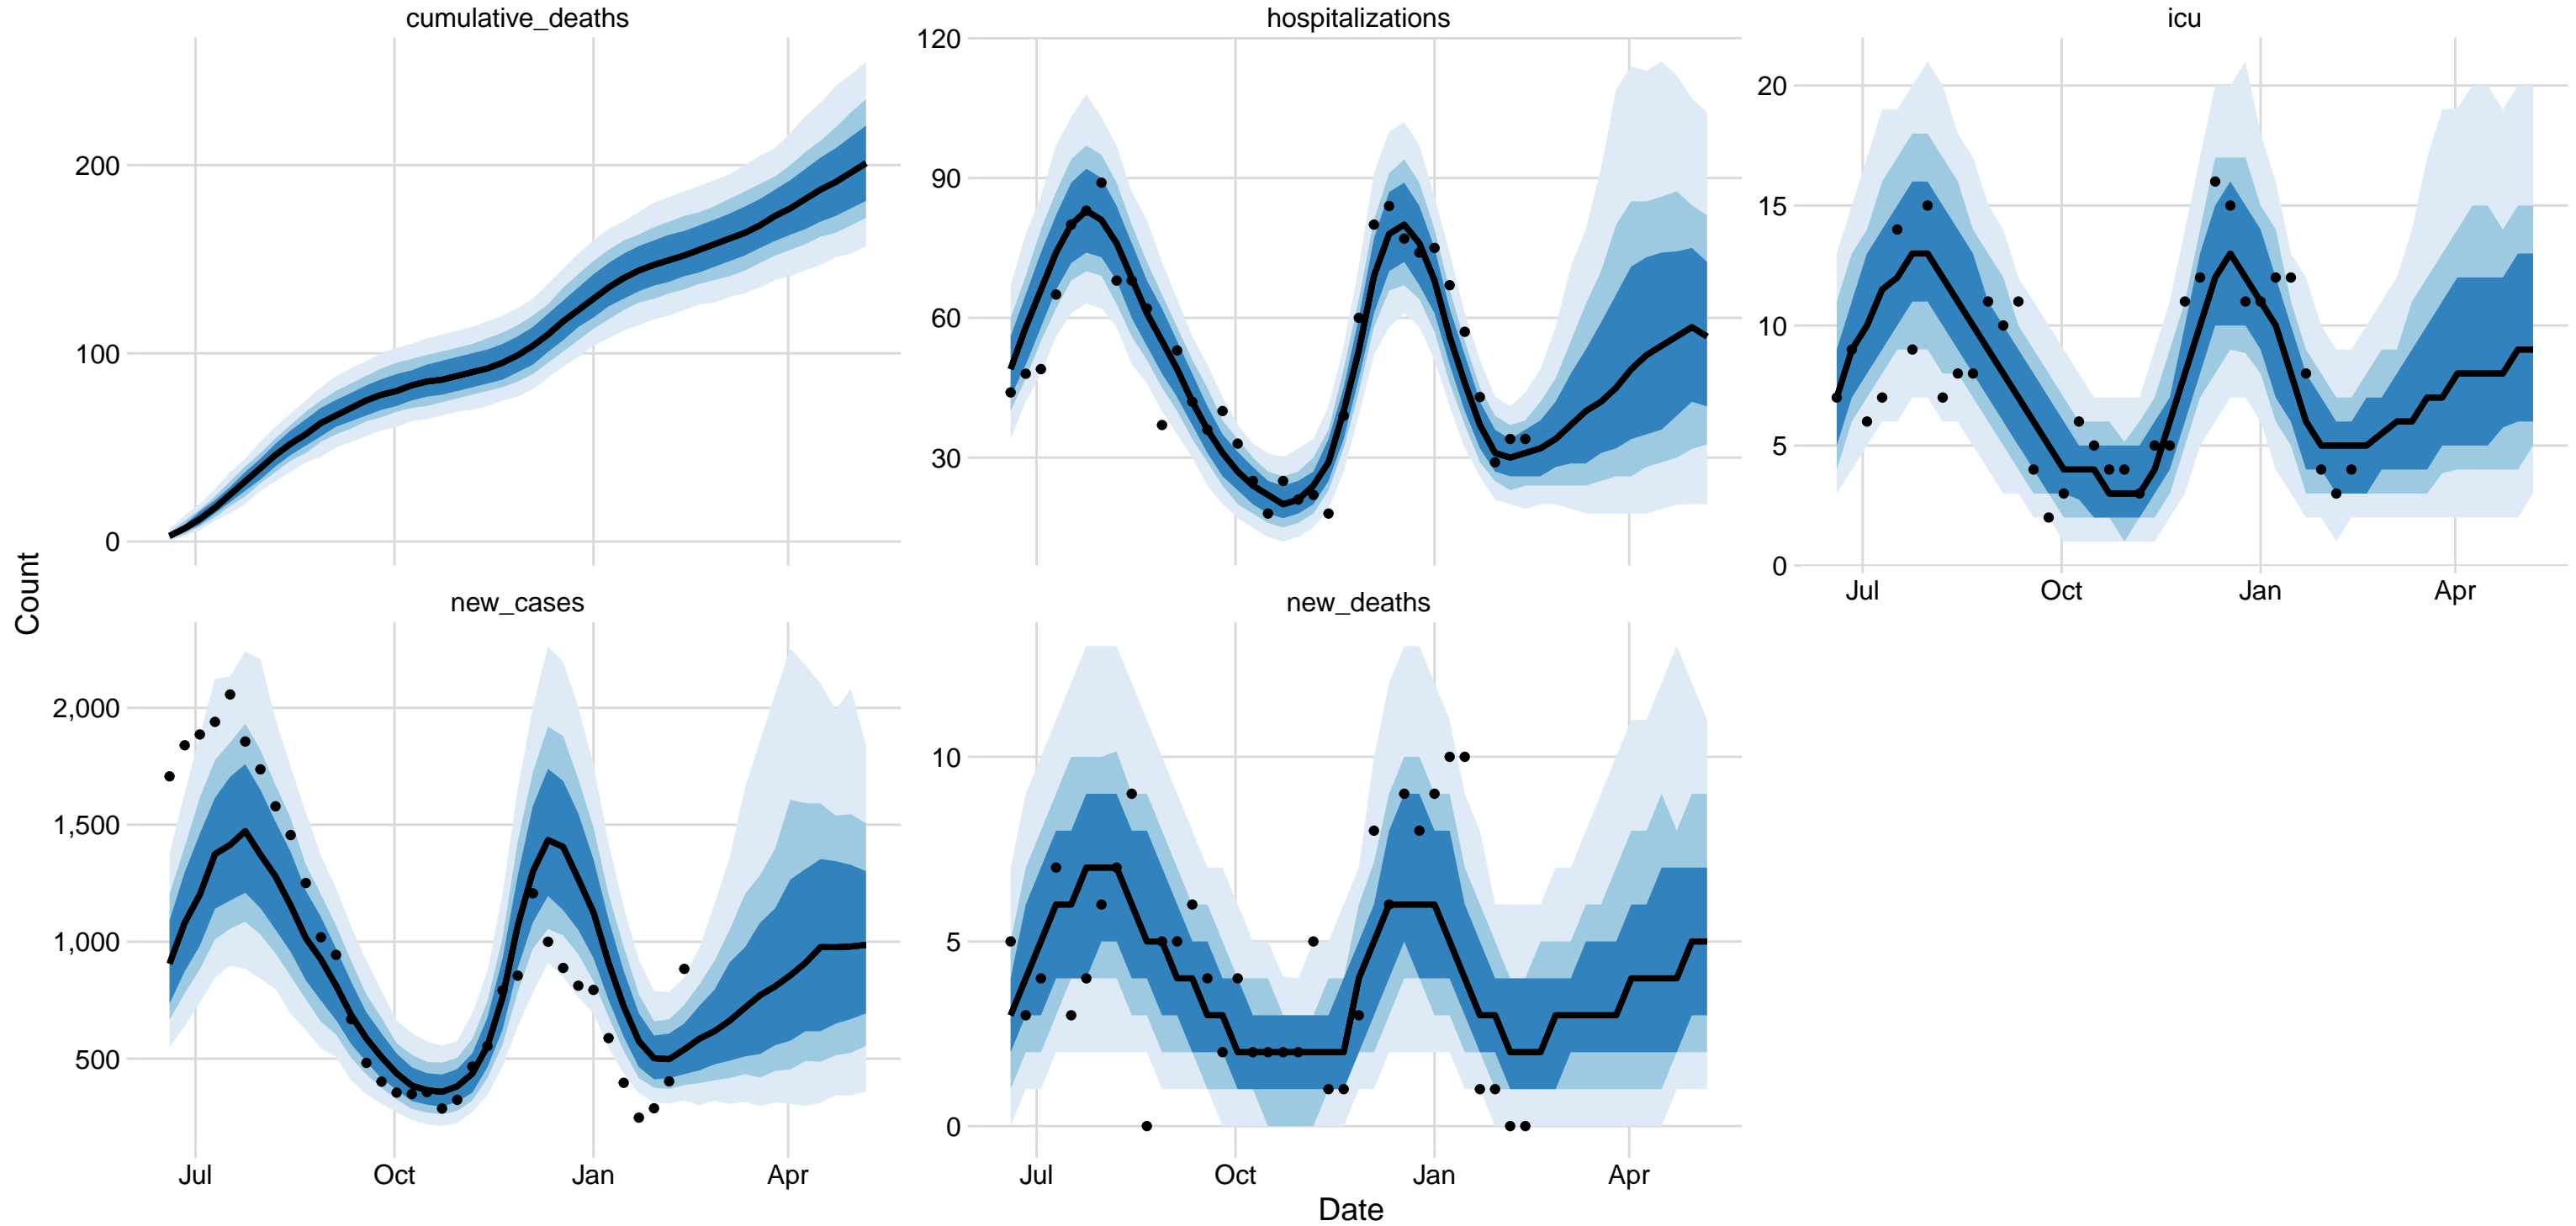 cumulative_deaths
hospitalizations
icu
200
100
0
120
90
60
30
20
15
10
5
0
Jul
Oct
Jan
Apr
Count
new_cases
new_deaths
2,000
1,500
1,000
500
10
5
0
Jul
Oct
Jan
Apr
Jul
Oct
Jan
Apr
Date